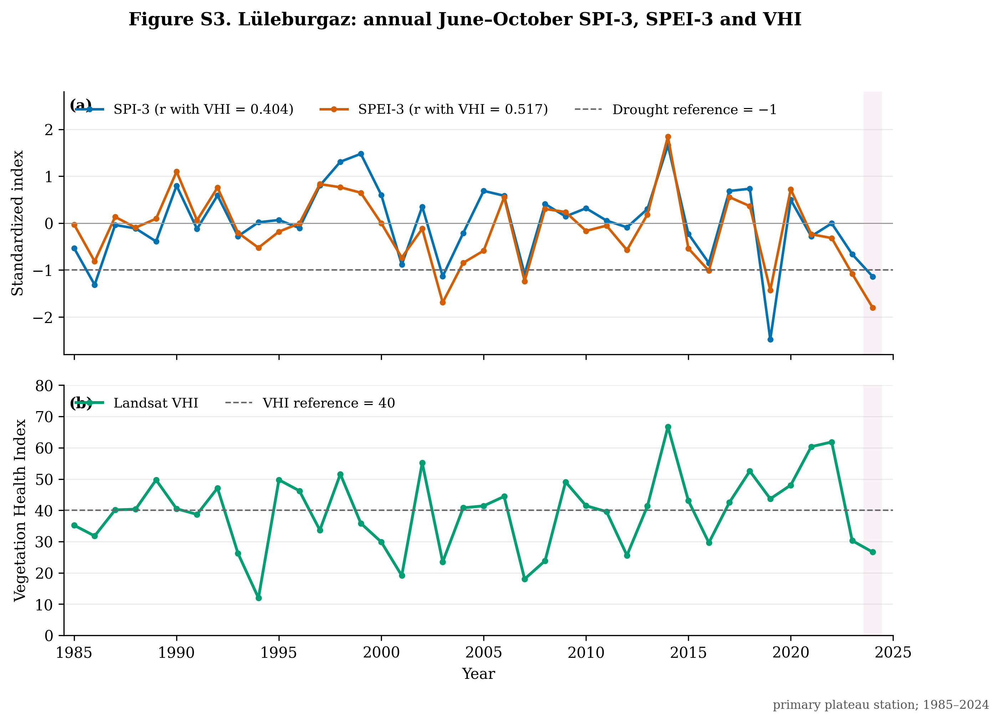 Figure S3. Lüleburgaz: annual June–October SPI-3, SPEI-3 and VHI
(a)
SPI-3 (r with VHI = 0.404)
SPEI-3 (r with VHI = 0.517)
Drought reference = −1
Standardized index
2
1
0
−1
−2
(b)
Landsat VHI
VHI reference = 40
Vegetation Health Index
80
70
60
50
40
30
20
10
0
1985 1990 1995 2000 2005 2010 2015 2020 2025
Year
primary plateau station; 1985–2024